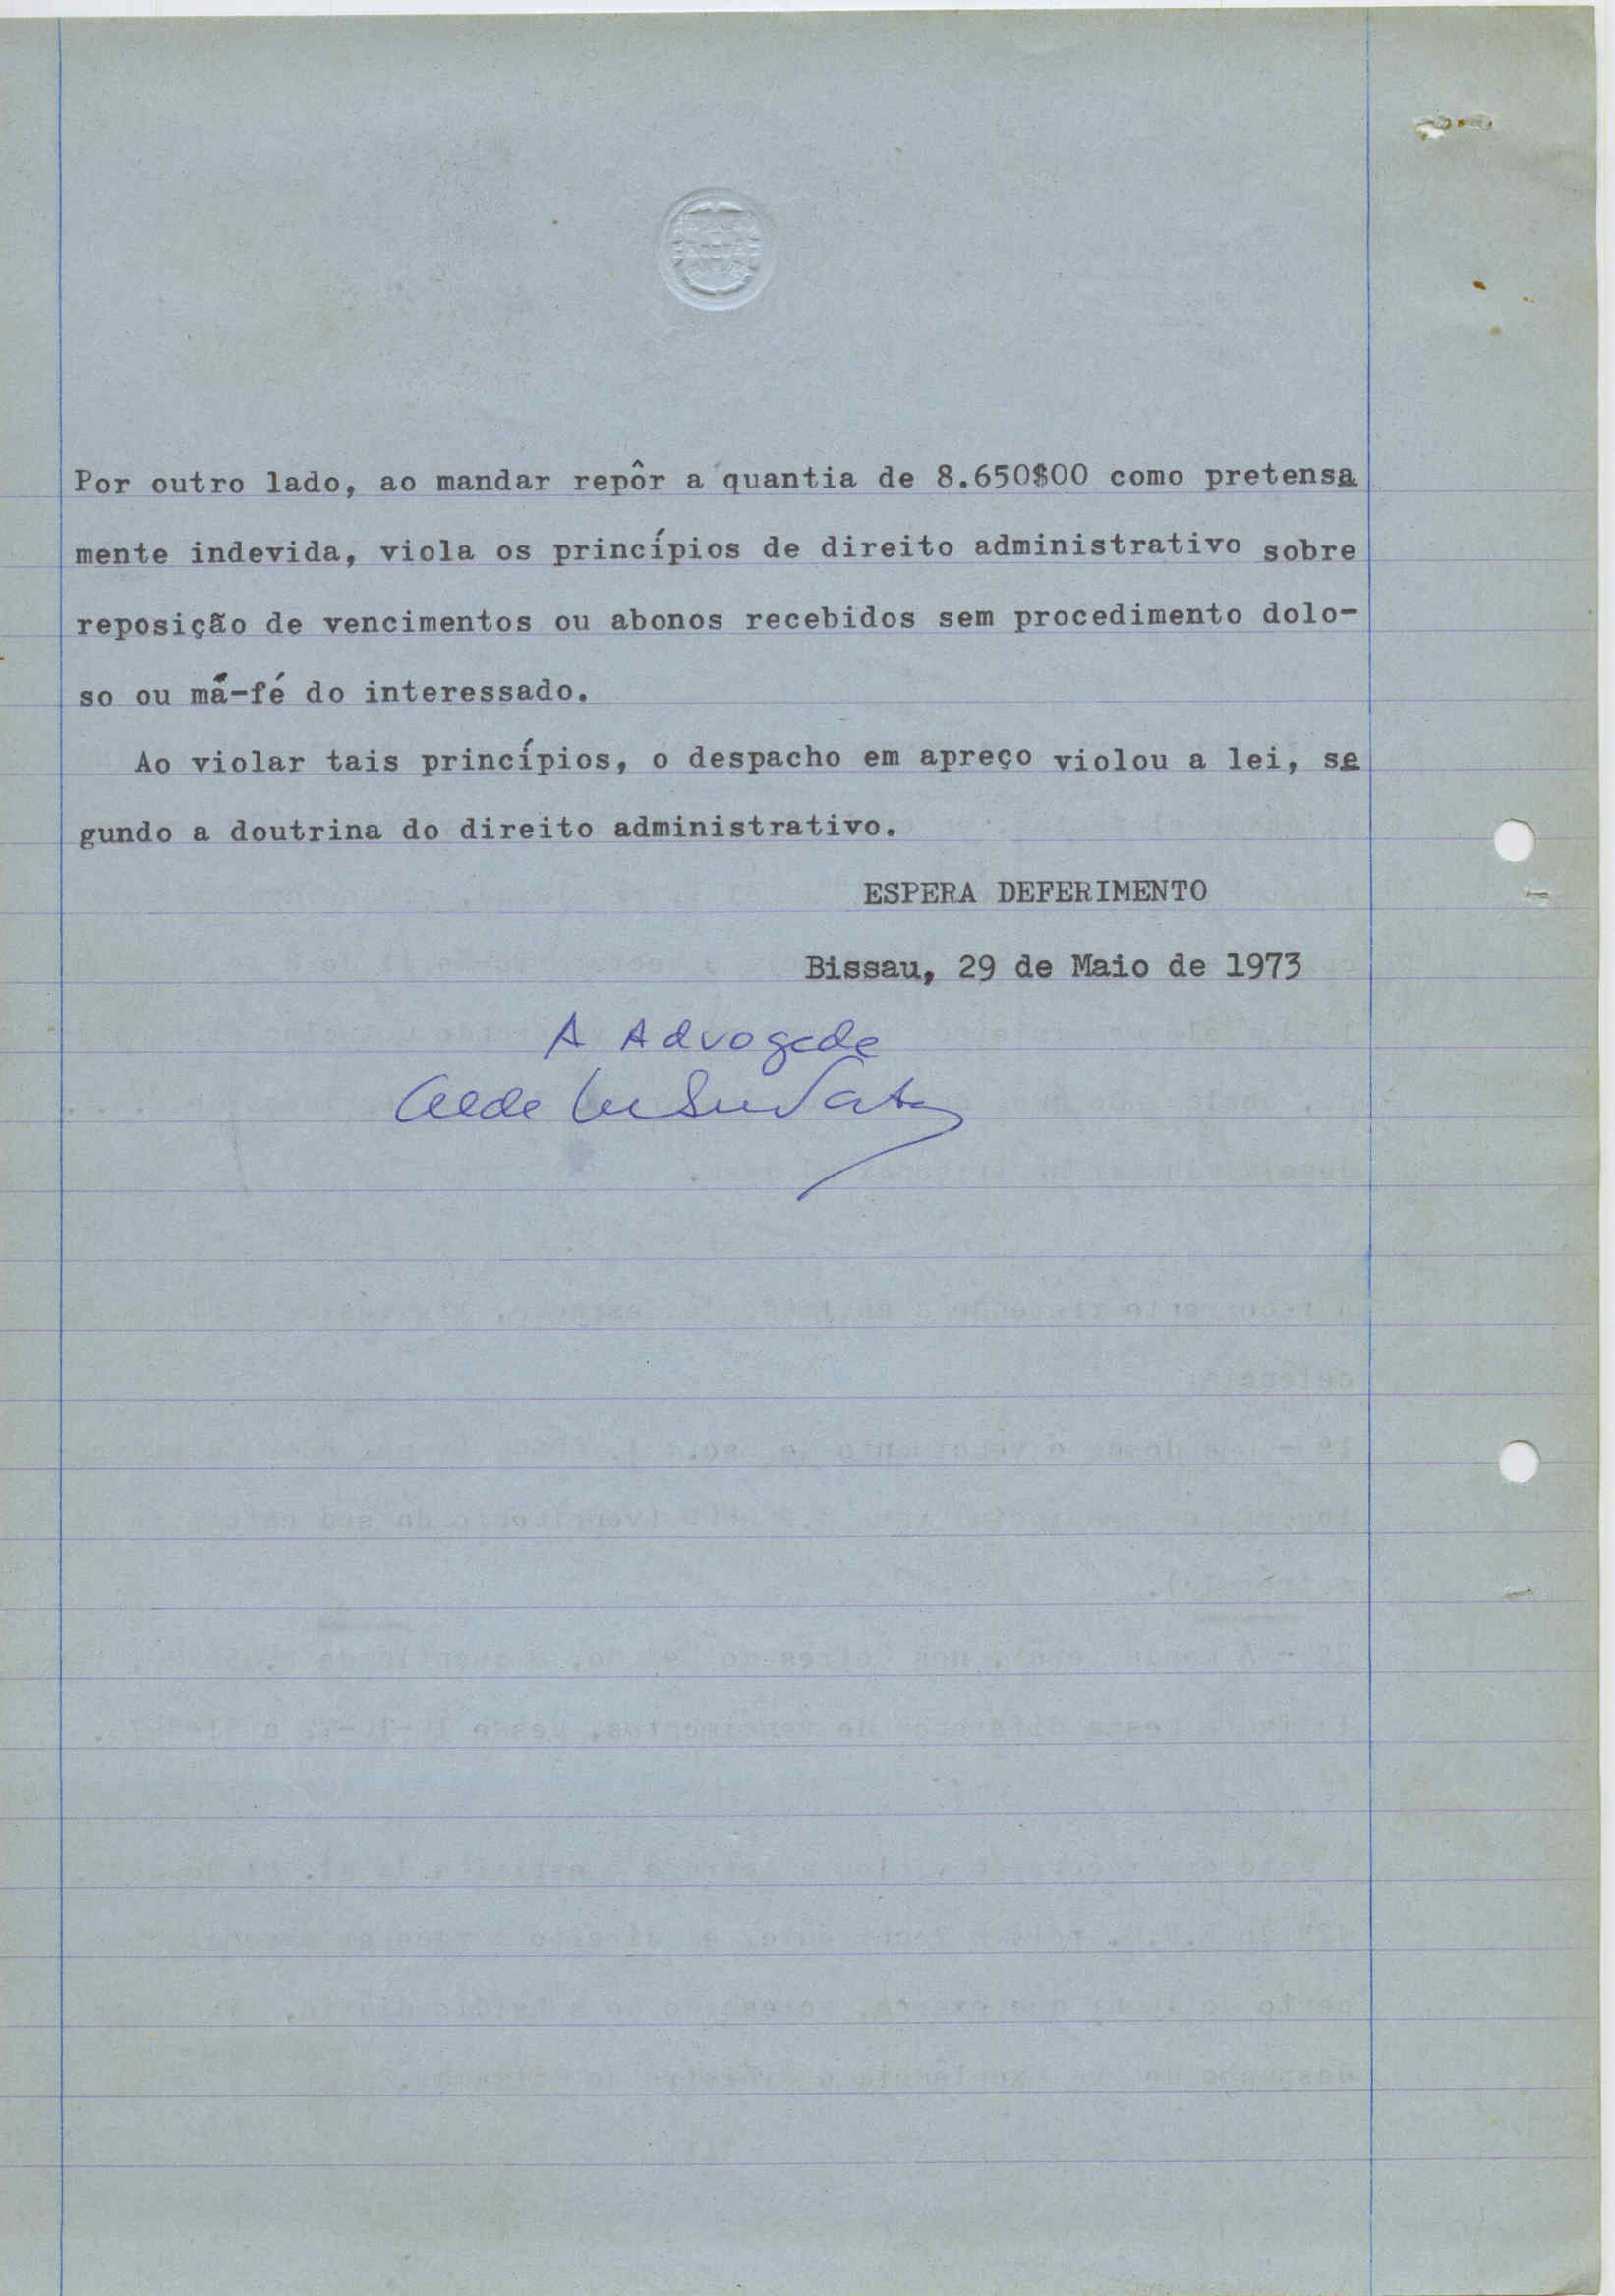 Por outro lado, ao mandar repôr a quantia de 8.650$00 como pretensa
mente indevida, viola os princípios de direito administrativo sobre
reposição de vencimentos ou abonos recebidos sem procedimento dolo-
so ou má-fé do interessado.
Ao violar tais princípios, o despacho em apreço violou a lei, se
gundo a doutrina do direito administrativo.
ESPERA DEFERIMENTO
Bissau, 29 de Maio de 1973
A Advogada